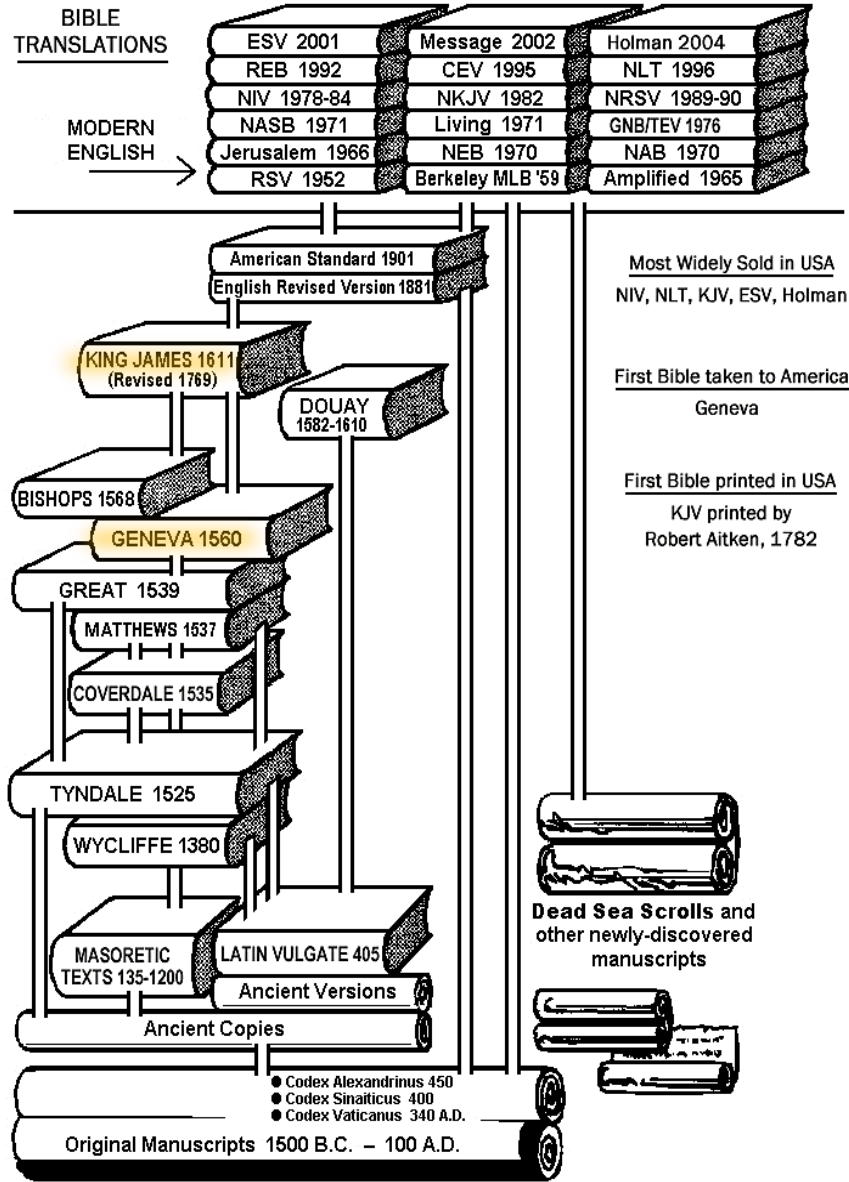 BIBLE
TRANSLATIONS
ESV 2001
Message 2002
Holman 2004
REB 1992
CEV 1995
NLT 1996
NIV 1978-84
NKJV 1982
NRSV 1989-90
NASB 1971
Living 1971
GNB/TEV 1976
MODERN
ENGLISH
Jerusalem 1966
NEB 1970
NAB 1970
RSV 1952
Berkeley MLB '59
Amplified 1965
American Standard 1901
English Revised Version 1881
Most Widely Sold in USA
NIV, NLT, KJV, ESV, Holman
KING JAMES 1611
(Revised 1769)
DOUAY
1582-1610
First Bible taken to America
Geneva
BISHOPS 1568
GENEVA 1560
First Bible printed in USA
KJV printed by
Robert Aitken, 1782
GREAT 1539
MATTHEWS 1537
COVERDALE 1535
TYNDALE 1525
WYCLIFFE 1380
Dead Sea Scrolls and
other newly-discovered
manuscripts
MASORETIC
TEXTS 135-1200
LATIN VULGATE 405
Ancient Versions
Ancient Copies
● Codex Alexandrinus 450
● Codex Sinaiticus 400
● Codex Vaticanus 340 A.D.
Original Manuscripts 1500 B.C. – 100 A.D.